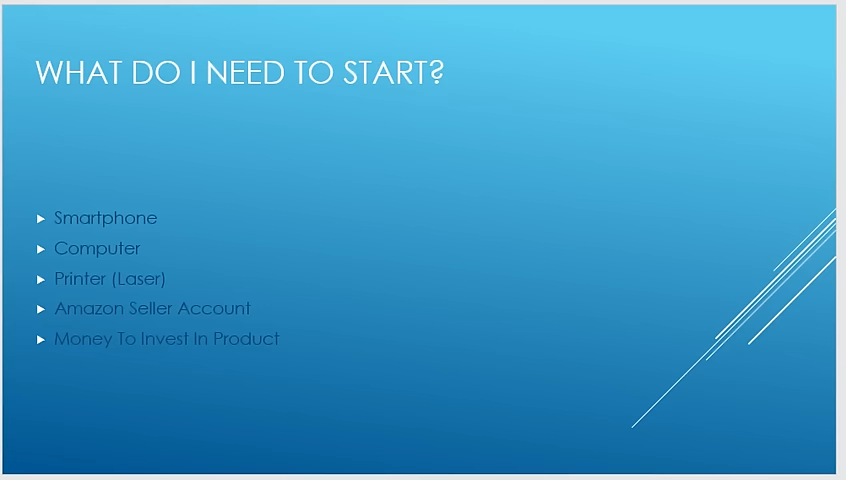 WHAT DO I NEED TO START?
Smartphone
Computer
Printer (Laser)
Amazon Seller Account
Money To Invest In Product